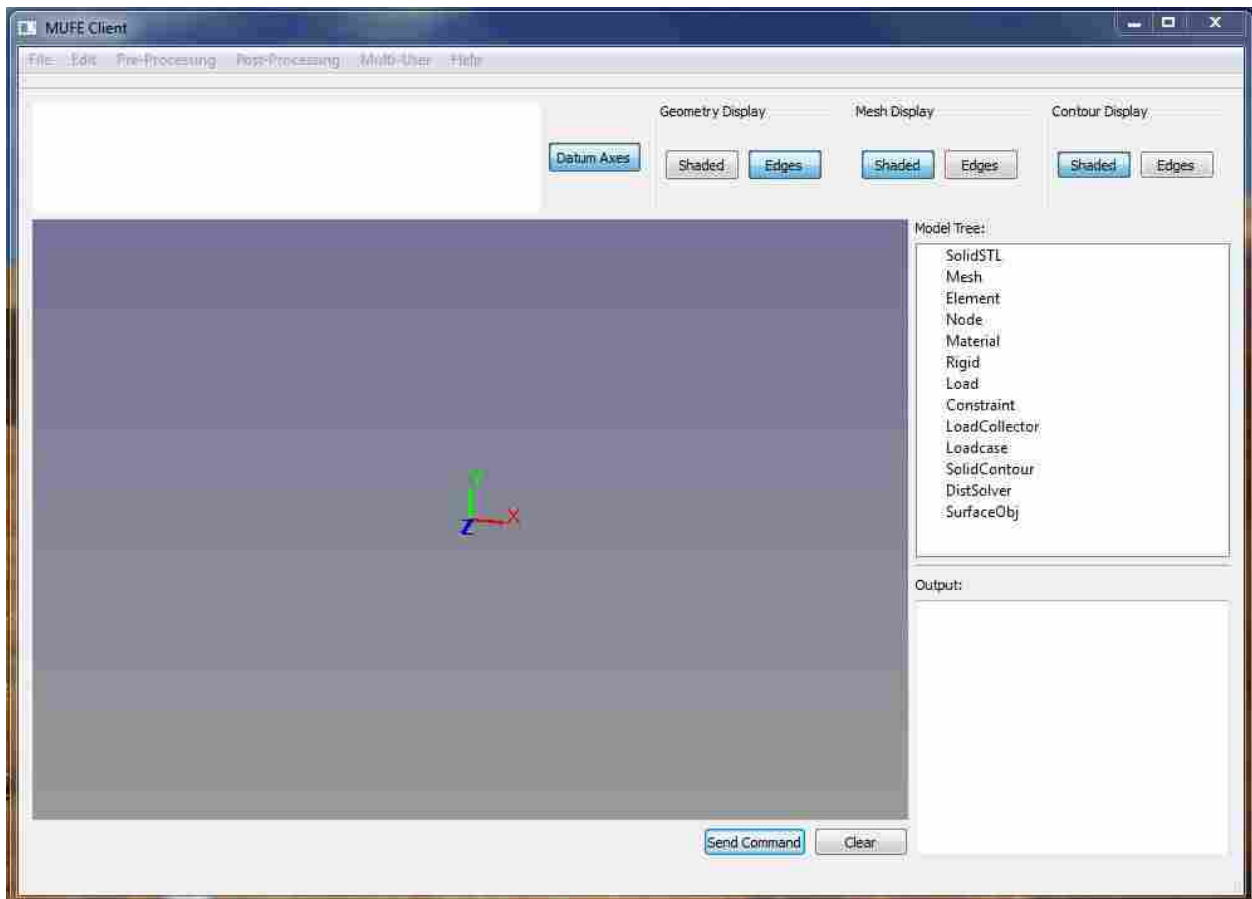 MUFE Client
File Edit Pre-Processing Post-Processing Multi-User Help
Geometry Display Mesh Display Contour Display
Datum Axes Shaded Edges Shaded Edges Shaded Edges
Model Tree:
SolidSTL
Mesh
Element
Node
Material
Rigid
Load
Constraint
LoadCollector
Loadcase
SolidContour
DistSolver
SurfaceObj
Y
X
Z
Output:
Send Command Clear